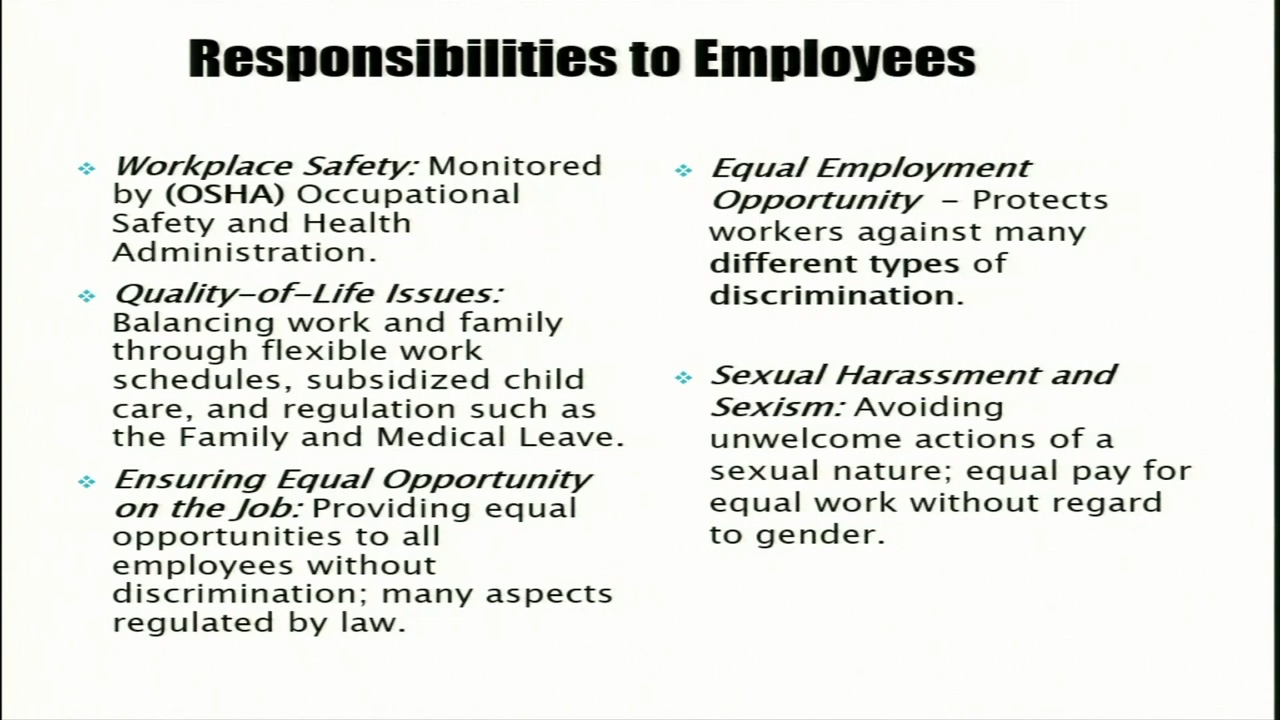 Responsibilities to Employees
Workplace Safety: Monitored
by (OSHA) Occupational
Safety and Health
Administration.
Quality-of-Life Issues:
Balancing work and family
through flexible work
schedules, subsidized child
care, and regulation such as
the Family and Medical Leave.
Ensuring Equal Opportunity
on the Job: Providing equal
opportunities to all
employees without
discrimination; many aspects
regulated by law.
Equal Employment
Opportunity – Protects
workers against many
different types of
discrimination.
Sexual Harassment and
Sexism: Avoiding
unwelcome actions of a
sexual nature; equal pay for
equal work without regard
to gender.